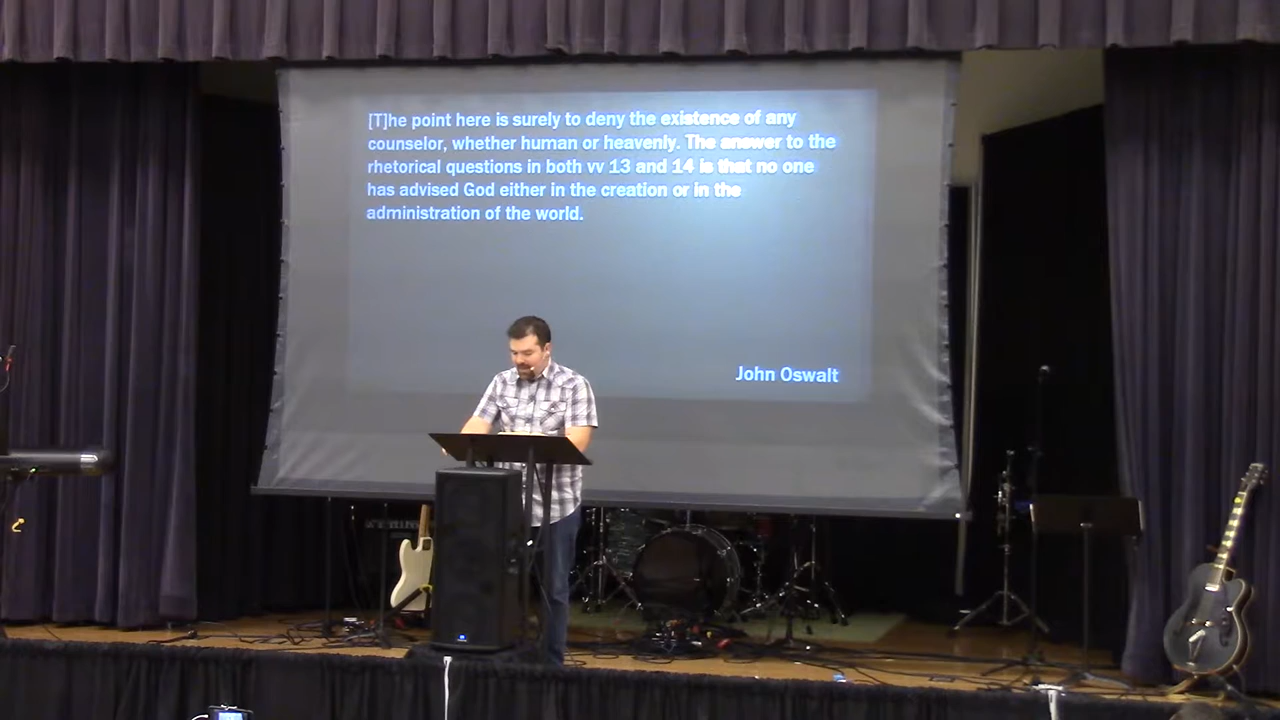 [T]he point here is surely to deny the existence of any
counselor, whether human or heavenly. The answer to the
rhetorical questions in both vv 13 and 14 is that no one
has advised God either in the creation or in the
administration of the world.
John Oswalt